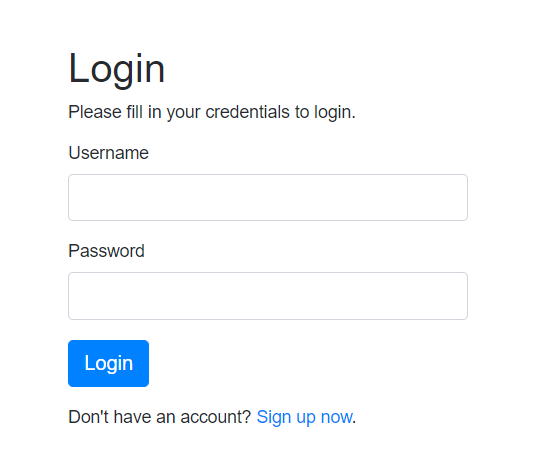 Login
Please fill in your credentials to login.
Username
Password
Login
Don't have an account? Sign up now.